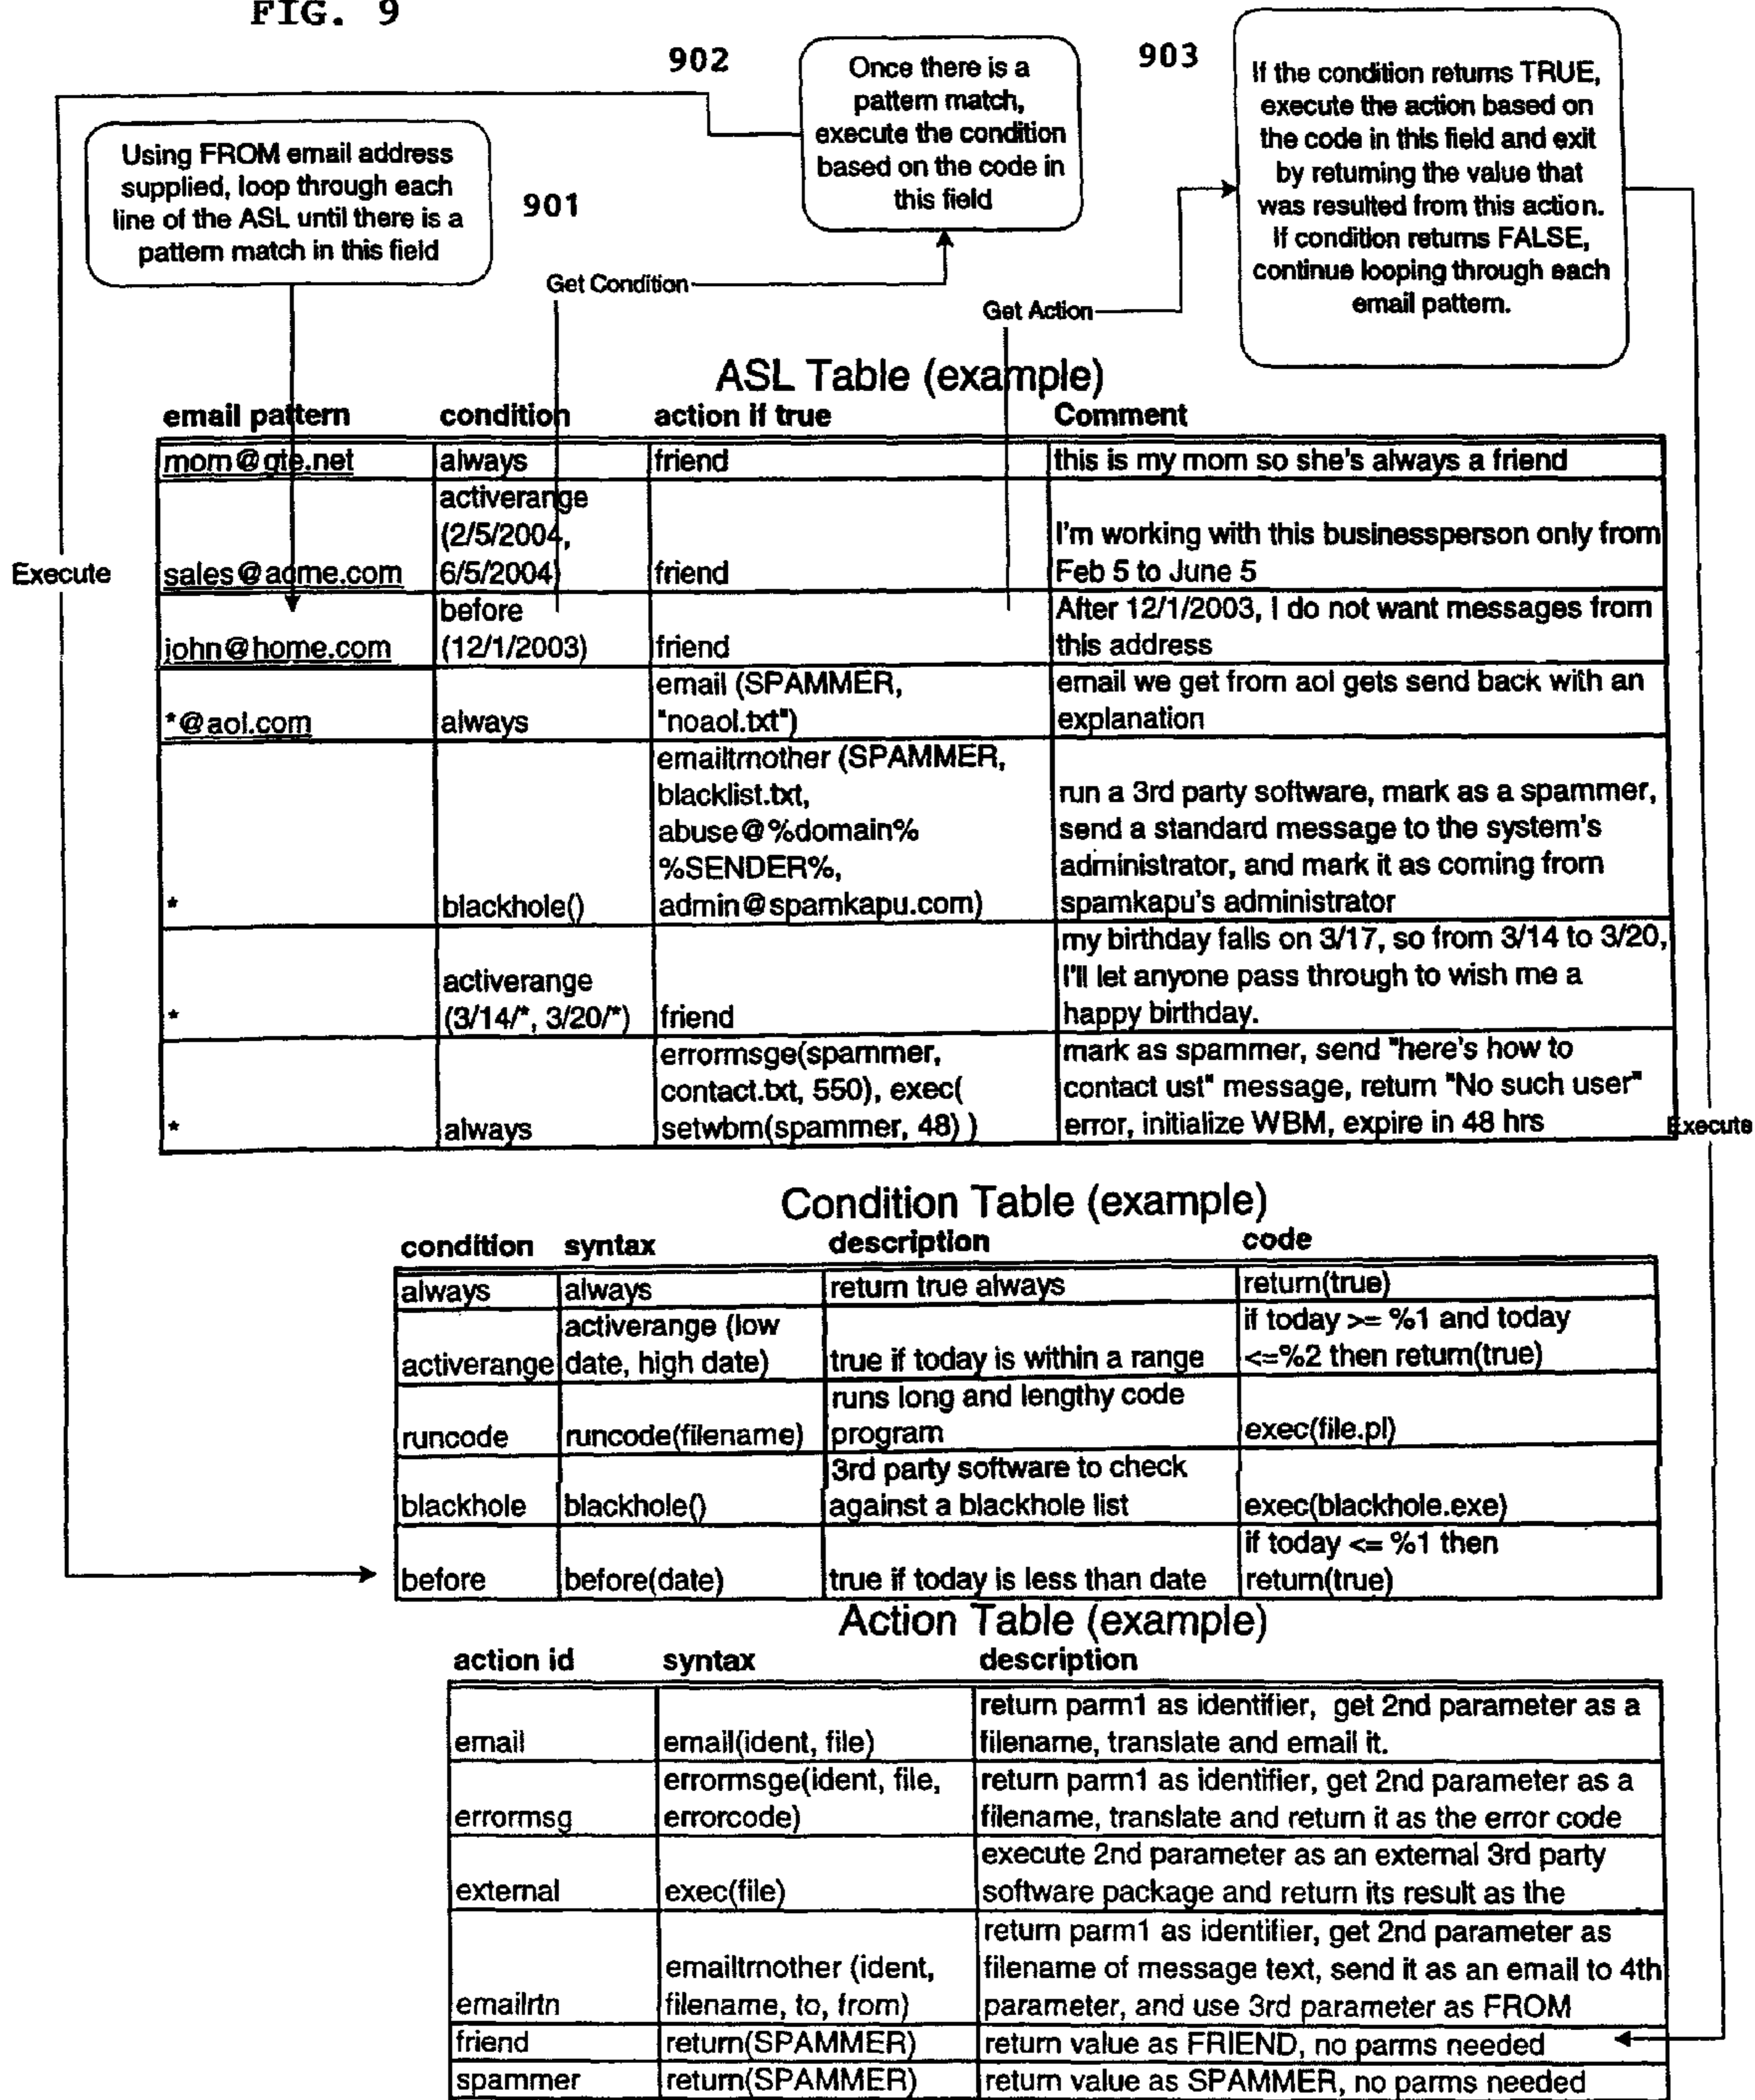 FIG. 9
902
903
Once there is a
pattern match,
execute the condition
based on the code in
this field
If the condition returns TRUE,
execute the action based on
the code in this field and exit
by returning the value that
was resulted from this action.
If condition returns FALSE,
continue looping through each
email pattern.
Using FROM email address
supplied, loop through each
line of the ASL until there is a
pattern match in this field
901
Get Condition
Get Action
ASL Table (example)
email pattern condition action if true Comment
mom@gte.net always friend this is my mom so she's always a friend
activerange
(2/5/2004, I'm working with this businessperson only from
Execute
sales@acme.com 6/5/2004) friend Feb 5 to June 5
before After 12/1/2003, I do not want messages from
john@home.com (12/1/2003) friend this address
email (SPAMMER, email we get from aol gets send back with an
*@aol.com always "noaol.txt") explanation
emailtrnother (SPAMMER,
blacklist.txt, run a 3rd party software, mark as a spammer,
abuse@%domain% send a standard message to the system's
%SENDER%, administrator, and mark it as coming from
* blackhole() admin@spamkapu.com) spamkapu's administrator
my birthday falls on 3/17, so from 3/14 to 3/20,
activerange I'll let anyone pass through to wish me a
* (3/14/*, 3/20/*) friend happy birthday.
errormsge(spammer, mark as spammer, send "here's how to
contact.txt, 550), exec( contact ust" message, return "No such user"
* always setwbm(spammer, 48) ) error, initialize WBM, expire in 48 hrs
Execute
Condition Table (example)
condition syntax description code
always always return true always return(true)
activerange (low if today >= %1 and today
activerange date, high date) true if today is within a range <=%2 then return(true)
runs long and lengthy code
runcode runcode(filename) program exec(file.pl)
3rd party software to check
blackhole blackhole() against a blackhole list exec(blackhole.exe)
if today <= %1 then
before before(date) true if today is less than date return(true)
Action Table (example)
action id syntax description
return parm1 as identifier, get 2nd parameter as a
email email(ident, file) filename, translate and email it.
errormsge(ident, file, return parm1 as identifier, get 2nd parameter as a
errormsg errorcode) filename, translate and return it as the error code
execute 2nd parameter as an external 3rd party
external exec(file) software package and return its result as the
return parm1 as identifier, get 2nd parameter as
emailtrnother (ident, filename of message text, send it as an email to 4th
emailrtn filename, to, from) parameter, and use 3rd parameter as FROM
friend return(SPAMMER) return value as FRIEND, no parms needed
spammer return(SPAMMER) return value as SPAMMER, no parms needed